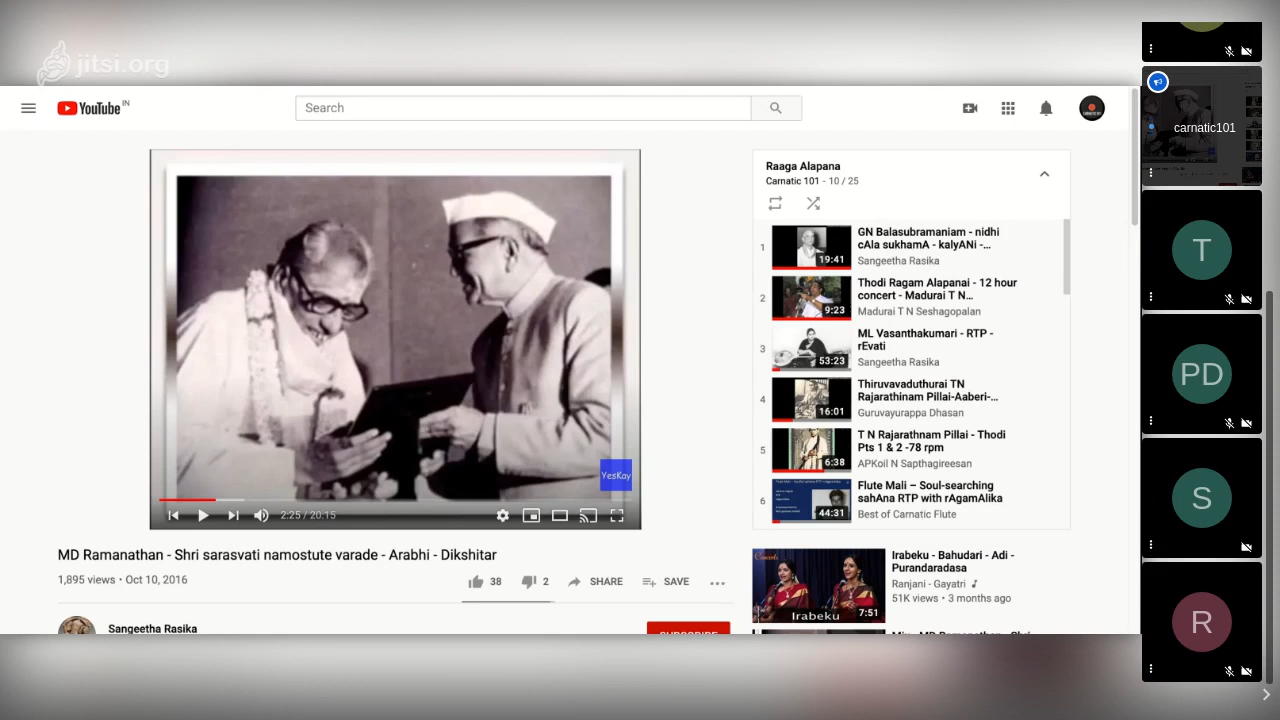 jitsi.org
YouTube IN
Search
YesKay
2:25 / 20:15
MD Ramanathan - Shri sarasvati namostute varade - Arabhi - Dikshitar
1,895 views • Oct 10, 2016
38
2
SHARE
SAVE
Sangeetha Rasika
SUBSCRIBE
Raaga Alapana
Carnatic 101 - 10 / 25
1
19:41
GN Balasubramaniam - nidhi
cAla sukhamA - kalyANi -...
Sangeetha Rasika
2
9:23
Thodi Ragam Alapanai - 12 hour
concert - Madurai T N...
Madurai T N Seshagopalan
3
53:23
ML Vasanthakumari - RTP -
rEvati
Sangeetha Rasika
4
16:01
Thiruvavaduthurai TN
Rajarathinam Pillai-Aaberi-...
Guruvayurappa Dhasan
5
6:38
T N Rajarathnam Pillai - Thodi
Pts 1 & 2 -78 rpm
APKoil N Sapthagireesan
6
44:31
Flute Mali – Soul-searching
sahAna RTP with rAgamAlika
Best of Carnatic Flute
Irabeku
7:51
Irabeku - Bahudari - Adi -
Purandaradasa
Ranjani - Gayatri
51K views • 3 months ago
carnatic101
T
PD
S
R